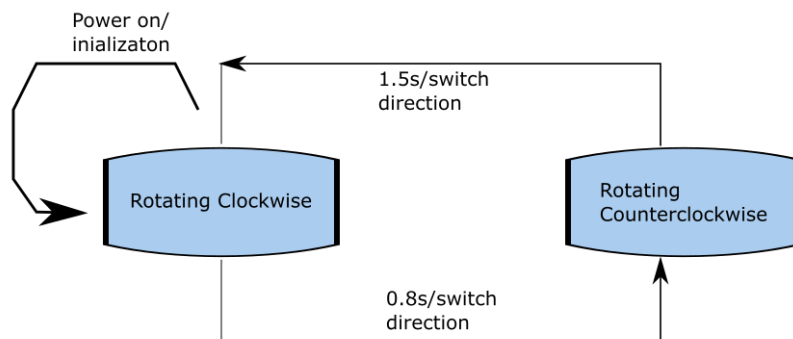 Power on/
inializaton
1.5s/switch
direction
Rotating Clockwise
Rotating
Counterclockwise
0.8s/switch
direction